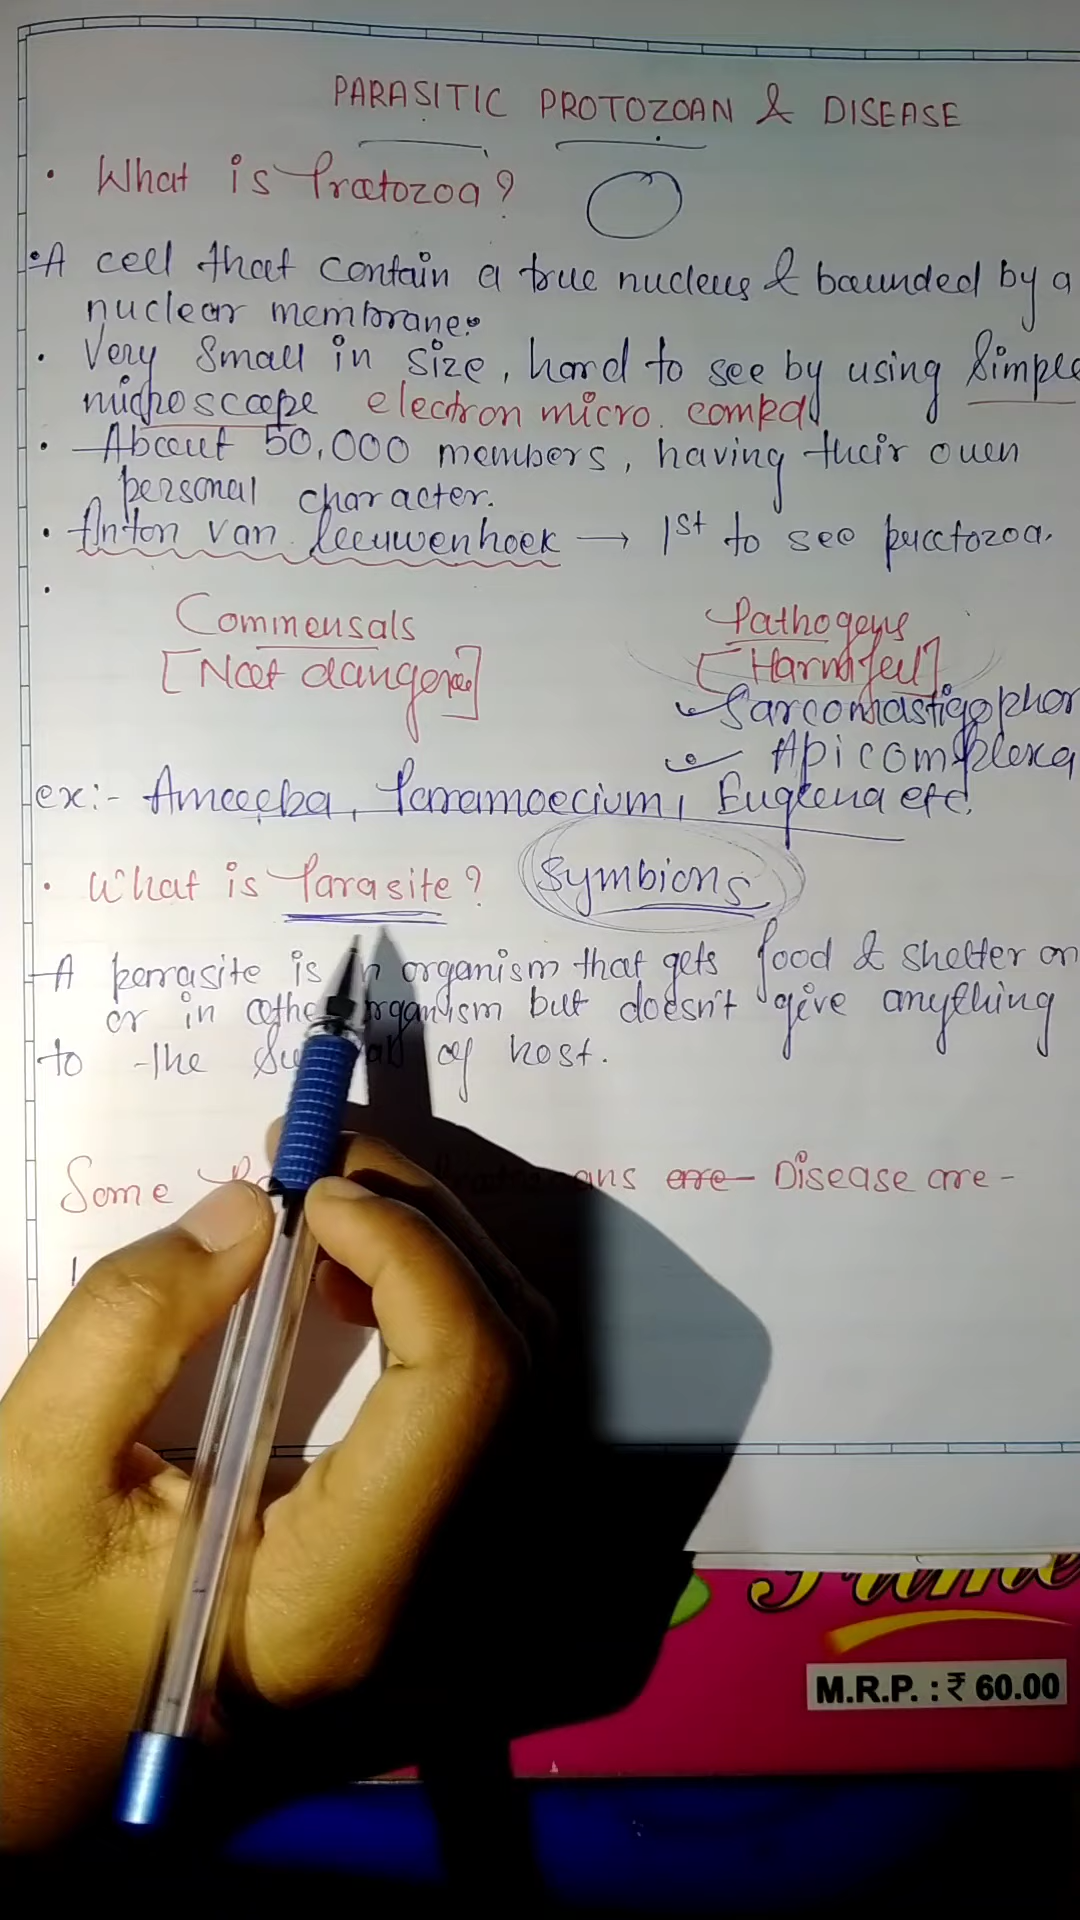 PARASITIC PROTOZOAN & DISEASE
• What is Protozoa?
• A cell that contain a true nucleus & bounded by a
nuclear membrane.
• Very small in size, hard to see by using Simple
microscope electron micro. compd
• About 50,000 members, having their own
personal character.
• Anton van leeuwenhoek → 1st to see protozoa.
•
Commensals Pathogens
[Not dangerous] [Harmful]
Sarcomastigophor
Apicomplexa
ex:- Amoeba, Paramoecium, Euglena etc.
• What is Parasite? Symbions
A parasite is organism that gets food & shelter on
or in othe organism but doesn't give anything
to the of host.
Some are Disease are -
Prime
M.R.P. : ₹ 60.00